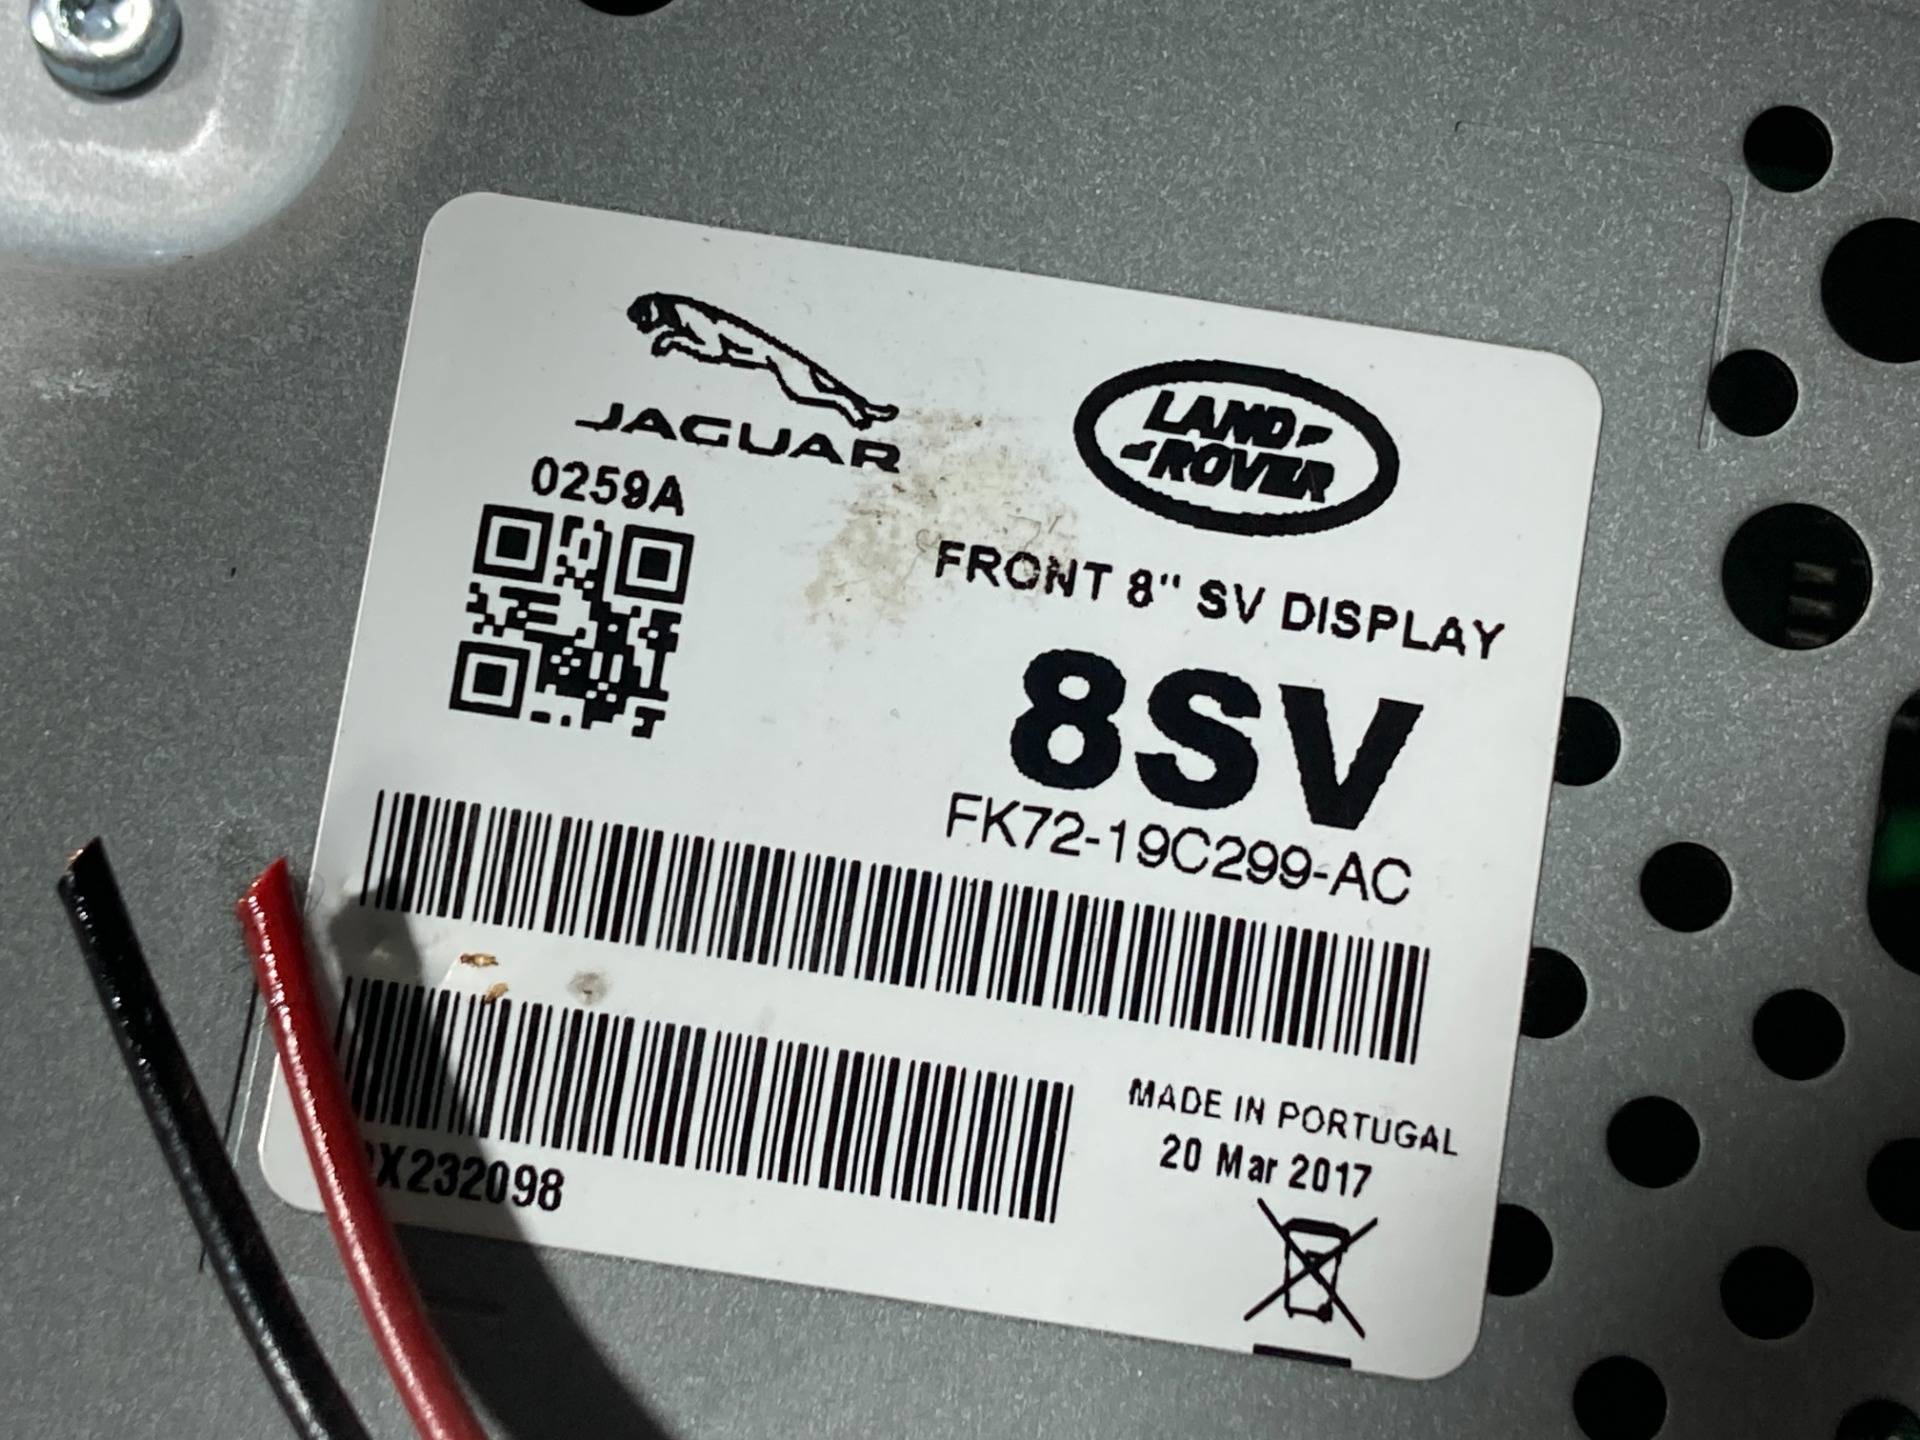 JAGUAR
LAND
ROVER
0259A
FRONT 8" SV DISPLAY
8SV
FK72-19C299-AC
MADE IN PORTUGAL
20 Mar 2017
X232098